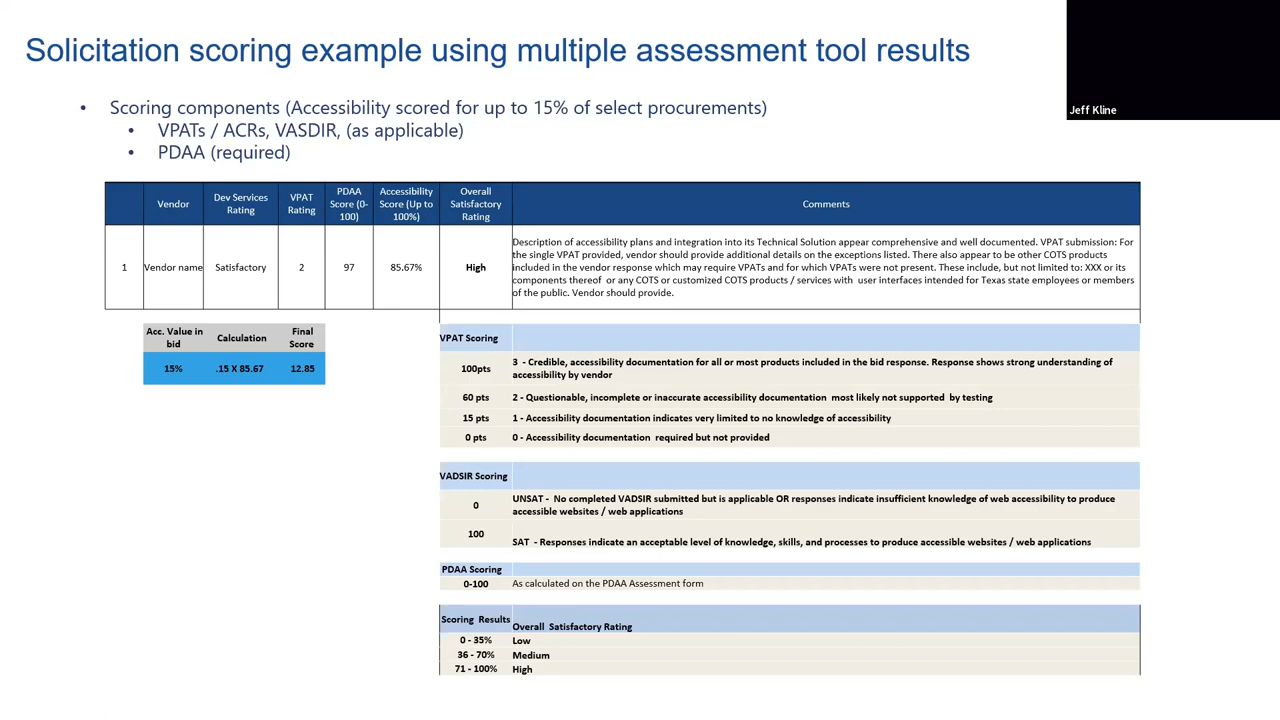 Solicitation scoring example using multiple assessment tool results
Jeff Kline
• Scoring components (Accessibility scored for up to 15% of select procurements)
• VPATs / ACRs, VASDIR, (as applicable)
• PDAA (required)
Vendor
Dev Services
Rating
VPAT
Rating
PDAA
Score (0-
100)
Accessibility
Score (Up to
100%)
Overall
Satisfactory
Rating
Comments
1
Vendor name
Satisfactory
2
97
85.67%
High
Description of accessibility plans and integration into its Technical Solution appear comprehensive and well documented. VPAT submission: For
the single VPAT provided, vendor should provide additional details on the exceptions listed. There also appear to be other COTS products
included in the vendor response which may require VPATs and for which VPATs were not present. These include, but not limited to: XXX or its
components thereof or any COTS or customized COTS products / services with user interfaces intended for Texas state employees or members
of the public. Vendor should provide.
Acc. Value in
bid
Calculation
Final
Score
15%
.15 X 85.67
12.85
VPAT Scoring
100pts
3 - Credible, accessibility documentation for all or most products included in the bid response. Response shows strong understanding of
accessibility by vendor
60 pts
2 - Questionable, incomplete or inaccurate accessibility documentation most likely not supported by testing
15 pts
1 - Accessibility documentation indicates very limited to no knowledge of accessibility
0 pts
0 - Accessibility documentation required but not provided
VADSIR Scoring
0
UNSAT - No completed VADSIR submitted but is applicable OR responses indicate insufficient knowledge of web accessibility to produce
accessible websites / web applications
100
SAT - Responses indicate an acceptable level of knowledge, skills, and processes to produce accessible websites / web applications
PDAA Scoring
0-100
As calculated on the PDAA Assessment form
Scoring Results
Overall Satisfactory Rating
0 - 35%
Low
36 - 70%
Medium
71 - 100%
High